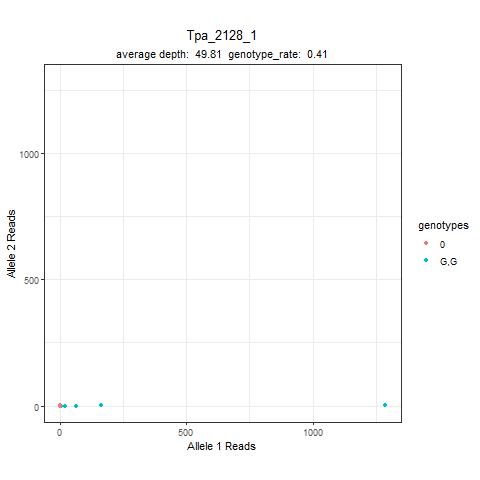 Tpa_2128_1
average depth:  49.81  genotype_rate:  0.41
1000
500
0
Allele 2 Reads
0
500
1000
Allele 1 Reads
genotypes
0
G,G